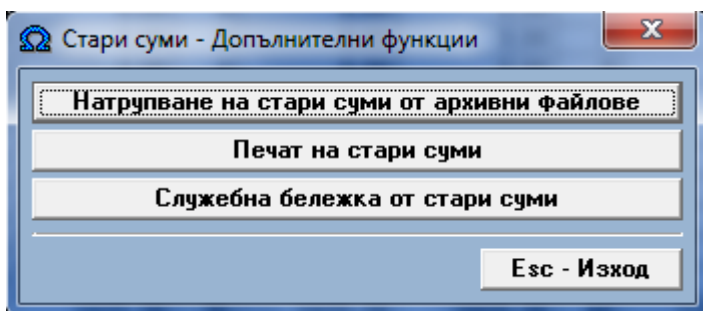 Стари суми - Допълнителни функции
Натрупване на стари суми от архивни файлове
Печат на стари суми
Служебна бележка от стари суми
Esc - Изход